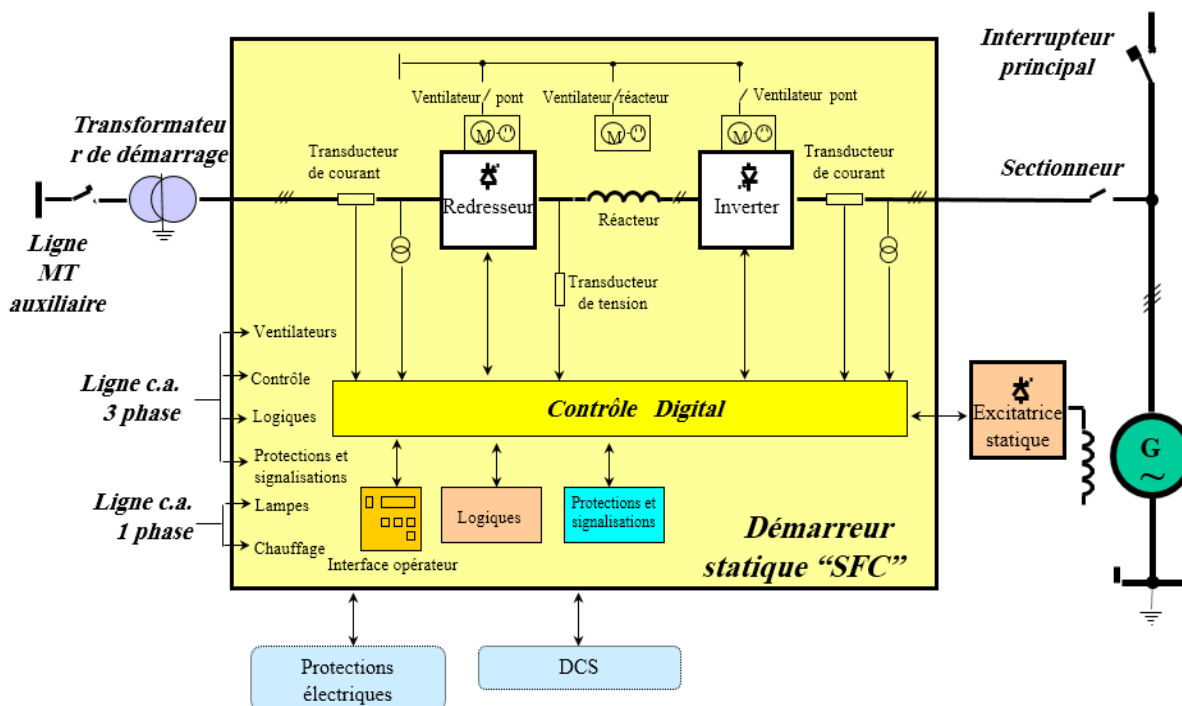 Interrupteur
principal
Ventilateur/ pont
Ventilateur/réacteur
Ventilateur pont
Transformateu
r de démarrage
M
M
M
Transducteur
de courant
Transducteur
de courant
Sectionneur
Redresseur
Réacteur
Inverter
Ligne
MT
auxiliaire
Transducteur
de tension
Ventilateurs
Ligne c.a.
3 phase
Contrôle
Logiques
Protections et
signalisations
Contrôle Digital
Excitatrice
statique
G
~
Ligne c.a.
1 phase
Lampes
Chauffage
Interface opérateur
Logiques
Protections et
signalisations
Démarreur
statique “SFC”
Protections
électriques
DCS